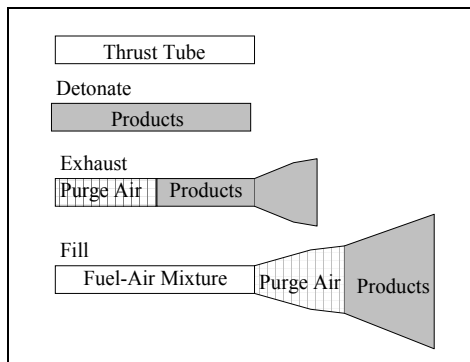 Thrust Tube
Detonate
Products
Exhaust
Purge Air Products
Fill
Fuel-Air Mixture Purge Air Products